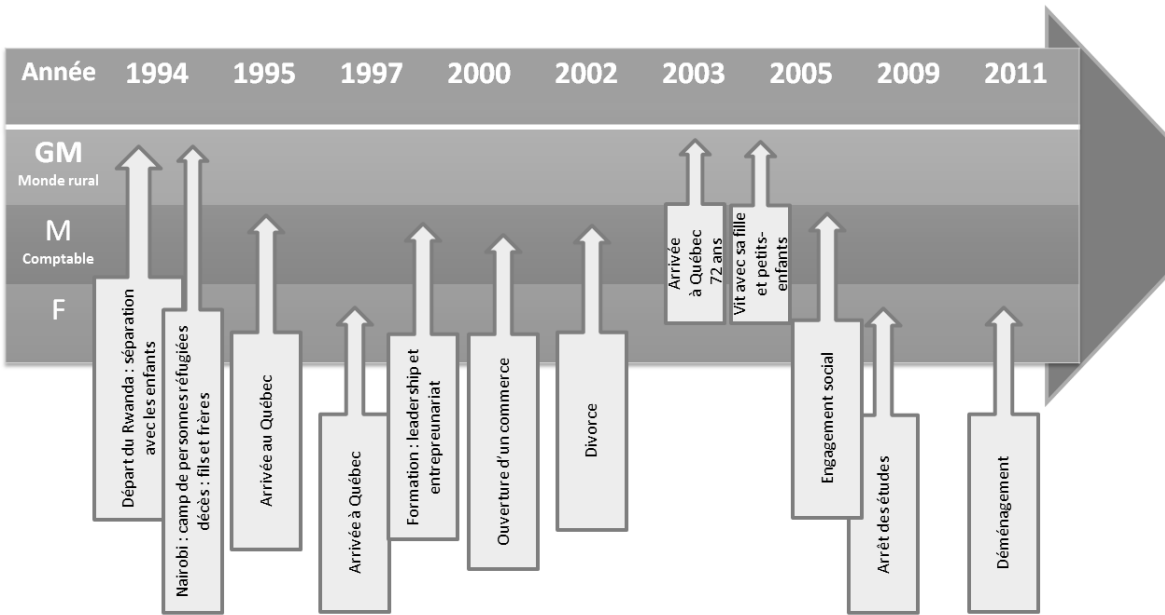 Année 1994 1995 1997 2000 2002 2003 2005 2009 2011
GM
Monde rural
M
Comptable
F
Départ du Rwanda : séparation
avec les enfants
Nairobi : camp de personnes réfugiées
décès : fils et frères
Arrivée au Québec
Arrivée à Québec
Formation : leadership et
entrepreunariat
Ouverture d'un commerce
Divorce
Arrivée
à Québec
72 ans
Vit avec sa fille
et petits-
enfants
Engagement social
Arrêt des études
Déménagement